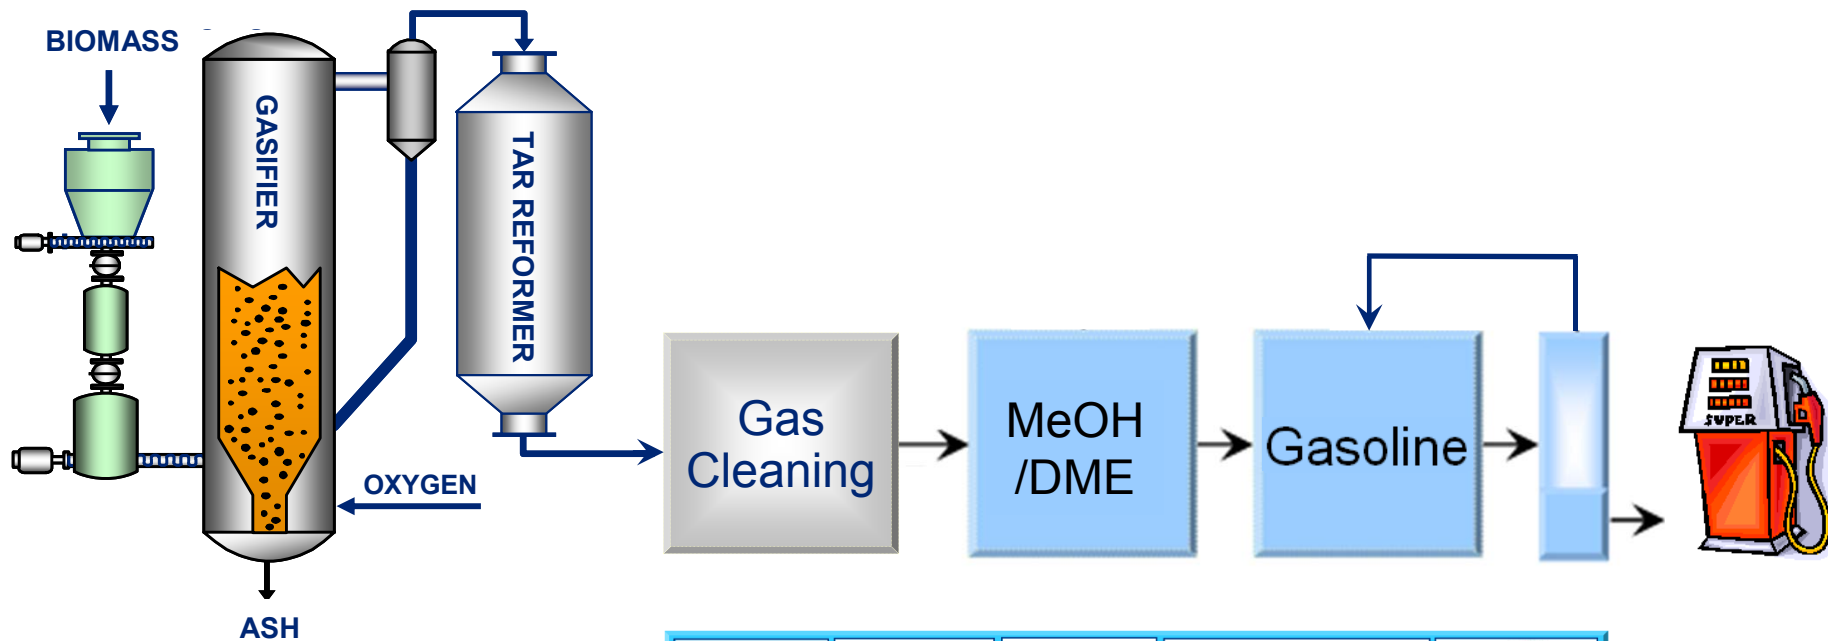 BIOMASS
GASIFIER
TAR REFORMER
OXYGEN
ASH
Gas
Cleaning
MeOH
/DME
Gasoline
SUPER